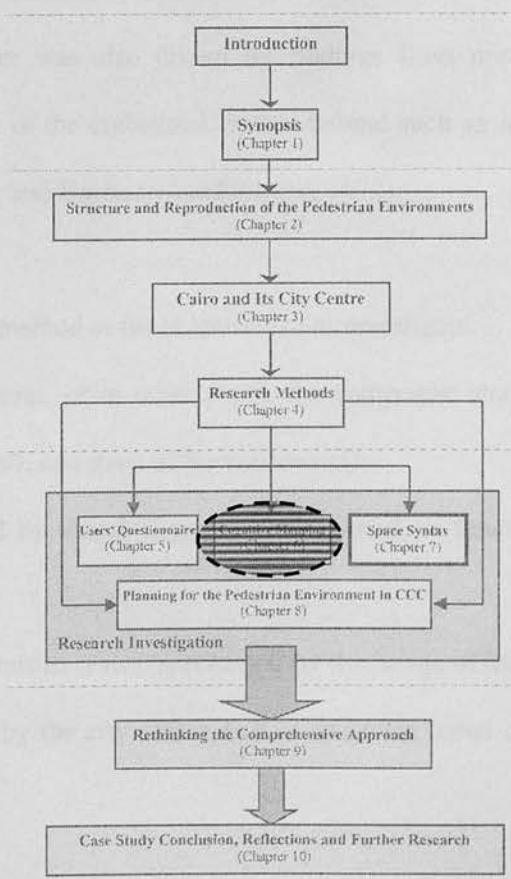 Introduction
Synopsis
(Chapter 1)
Structure and Reproduction of the Pedestrian Environments
(Chapter 2)
Cairo and Its City Centre
(Chapter 3)
Research Methods
(Chapter 4)
Users' Questionnaire
(Chapter 5)
Space Syntax
(Chapter 7)
Planning for the Pedestrian Environment in CCC
(Chapter 8)
Research Investigation
Rethinking the Comprehensive Approach
(Chapter 9)
Case Study Conclusion, Reflections and Further Research
(Chapter 10)